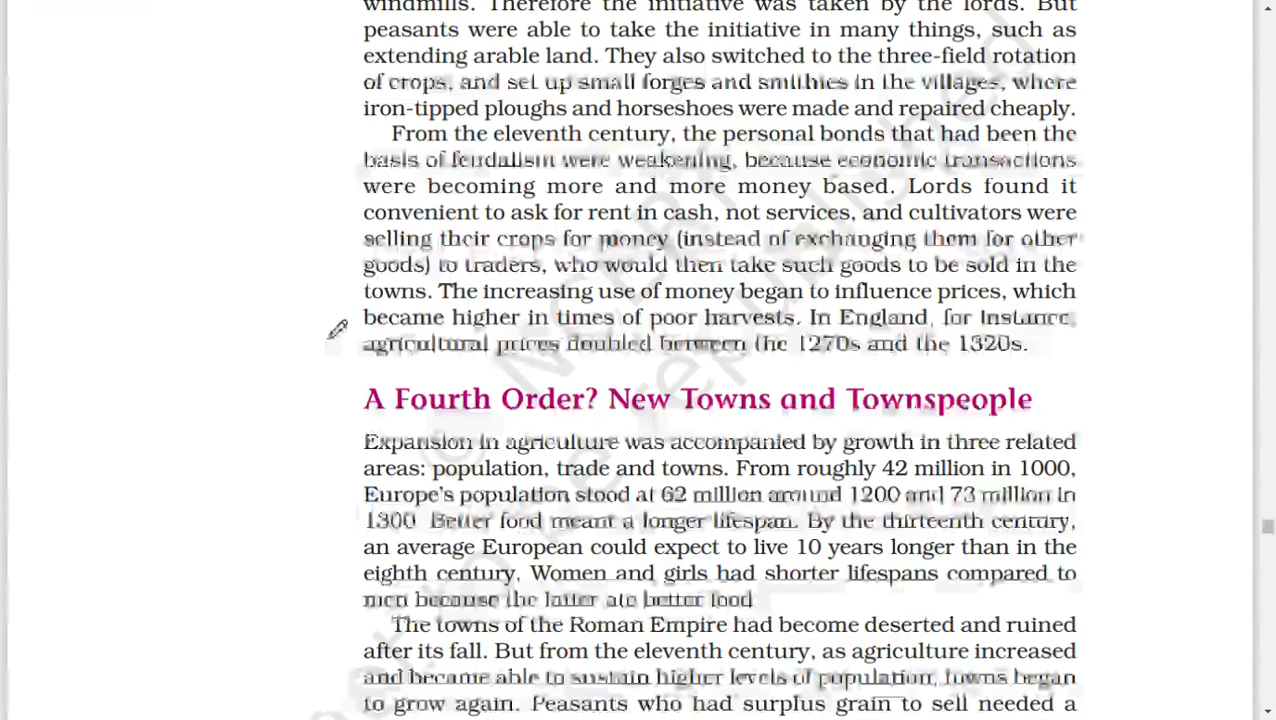 windmills. Therefore the initiative was taken by the lords. But
peasants were able to take the initiative in many things, such as
extending arable land. They also switched to the three-field rotation
of crops, and set up small forges and smithies in the villages, where
iron-tipped ploughs and horseshoes were made and repaired cheaply.
From the eleventh century, the personal bonds that had been the
basis of feudalism were weakening, because economic transactions
were becoming more and more money based. Lords found it
convenient to ask for rent in cash, not services, and cultivators were
selling their crops for money (instead of exchanging them for other
goods) to traders, who would then take such goods to be sold in the
towns. The increasing use of money began to influence prices, which
became higher in times of poor harvests. In England, for instance,
agricultural prices doubled between the 1270s and the 1320s.
A Fourth Order? New Towns and Townspeople
Expansion in agriculture was accompanied by growth in three related
areas: population, trade and towns. From roughly 42 million in 1000,
Europe's population stood at 62 million around 1200 and 73 million in
1300. Better food meant a longer lifespan. By the thirteenth century,
an average European could expect to live 10 years longer than in the
eighth century. Women and girls had shorter lifespans compared to
men because the latter ate better food.
The towns of the Roman Empire had become deserted and ruined
after its fall. But from the eleventh century, as agriculture increased
and became able to sustain higher levels of population, towns began
to grow again. Peasants who had surplus grain to sell needed a